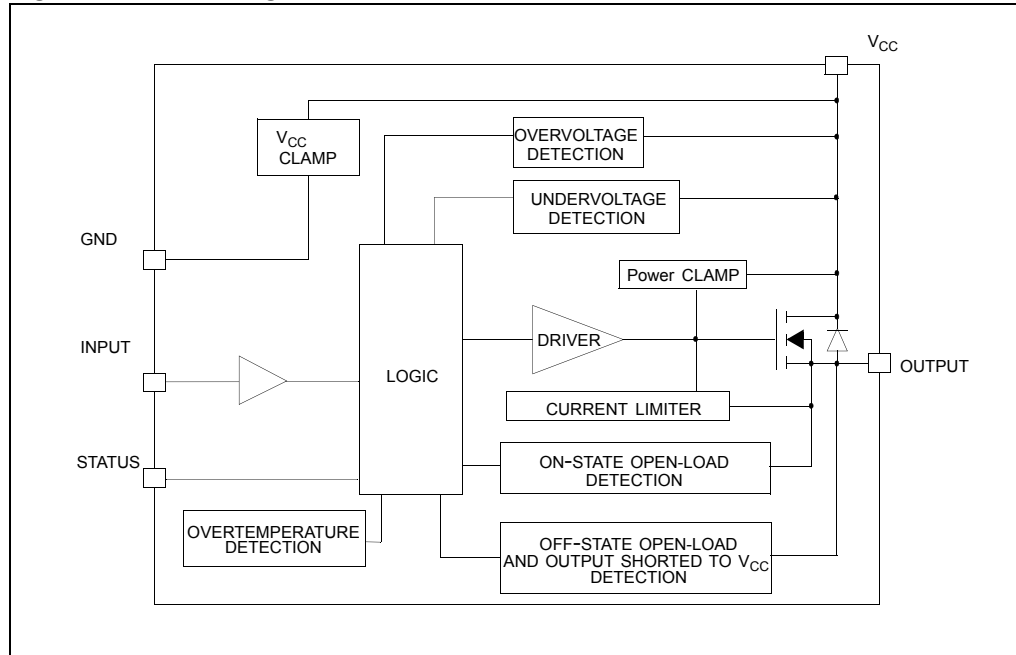 VCC
VCC
CLAMP
OVERVOLTAGE
DETECTION
UNDERVOLTAGE
DETECTION
GND
Power CLAMP
INPUT
DRIVER
LOGIC
OUTPUT
CURRENT LIMITER
STATUS
ON-STATE OPEN-LOAD
DETECTION
OVERTEMPERATURE
DETECTION
OFF-STATE OPEN-LOAD
AND OUTPUT SHORTED TO VCC
DETECTION